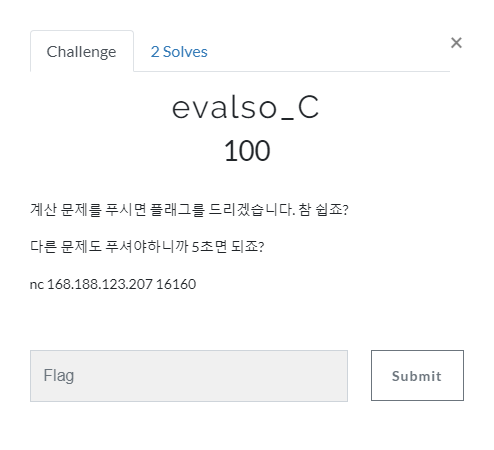 Challenge
2 Solves
×
evalso_C
100
계산 문제를 푸시면 플래그를 드리겠습니다. 참 쉽죠?
다른 문제도 푸셔야하니까 5초면 되죠?
nc 168.188.123.207 16160
Flag
Submit